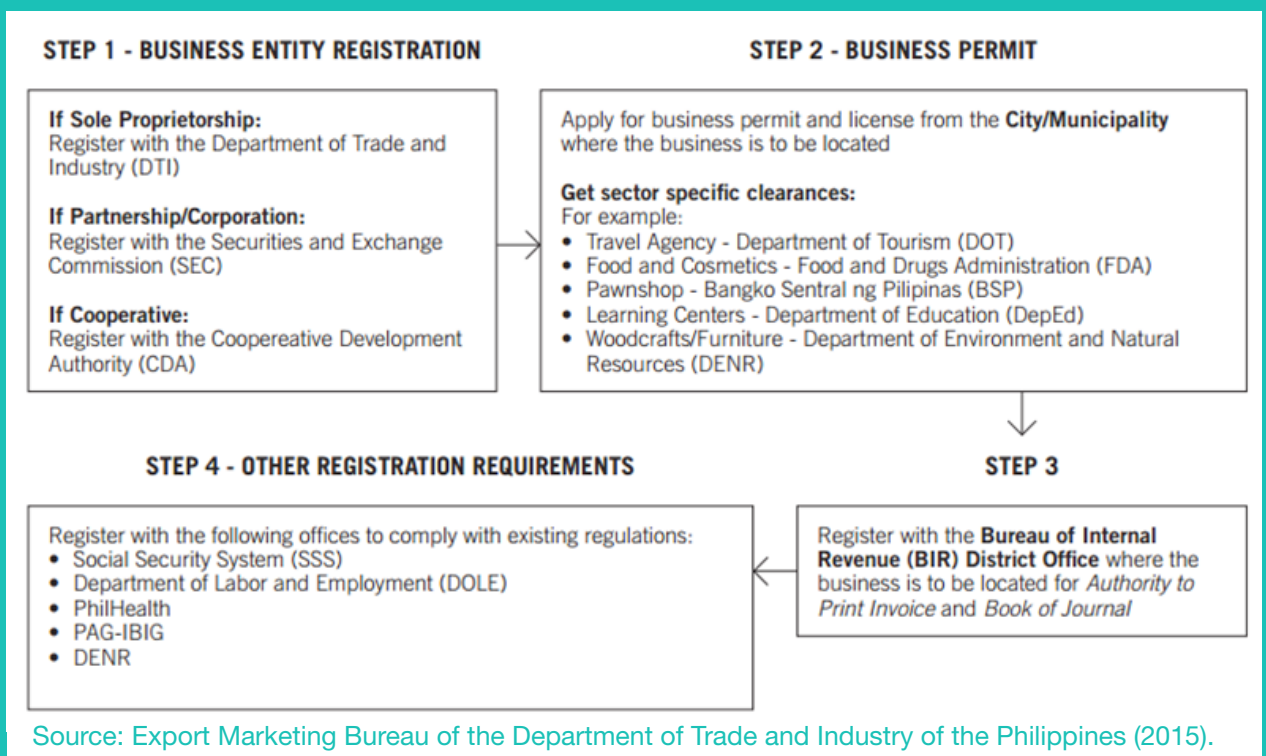 STEP 1 - BUSINESS ENTITY REGISTRATION
If Sole Proprietorship:
Register with the Department of Trade and
Industry (DTI)
If Partnership/Corporation:
Register with the Securities and Exchange
Commission (SEC)
If Cooperative:
Register with the Coopereative Development
Authority (CDA)
STEP 2 - BUSINESS PERMIT
Apply for business permit and license from the City/Municipality
where the business is to be located
Get sector specific clearances:
For example:
• Travel Agency - Department of Tourism (DOT)
• Food and Cosmetics - Food and Drugs Administration (FDA)
• Pawnshop - Bangko Sentral ng Pilipinas (BSP)
• Learning Centers - Department of Education (DepEd)
• Woodcrafts/Furniture - Department of Environment and Natural
Resources (DENR)
STEP 3
Register with the Bureau of Internal
Revenue (BIR) District Office where the
business is to be located for Authority to
Print Invoice and Book of Journal
STEP 4 - OTHER REGISTRATION REQUIREMENTS
Register with the following offices to comply with existing regulations:
• Social Security System (SSS)
• Department of Labor and Employment (DOLE)
• PhilHealth
• PAG-IBIG
• DENR
Source: Export Marketing Bureau of the Department of Trade and Industry of the Philippines (2015).